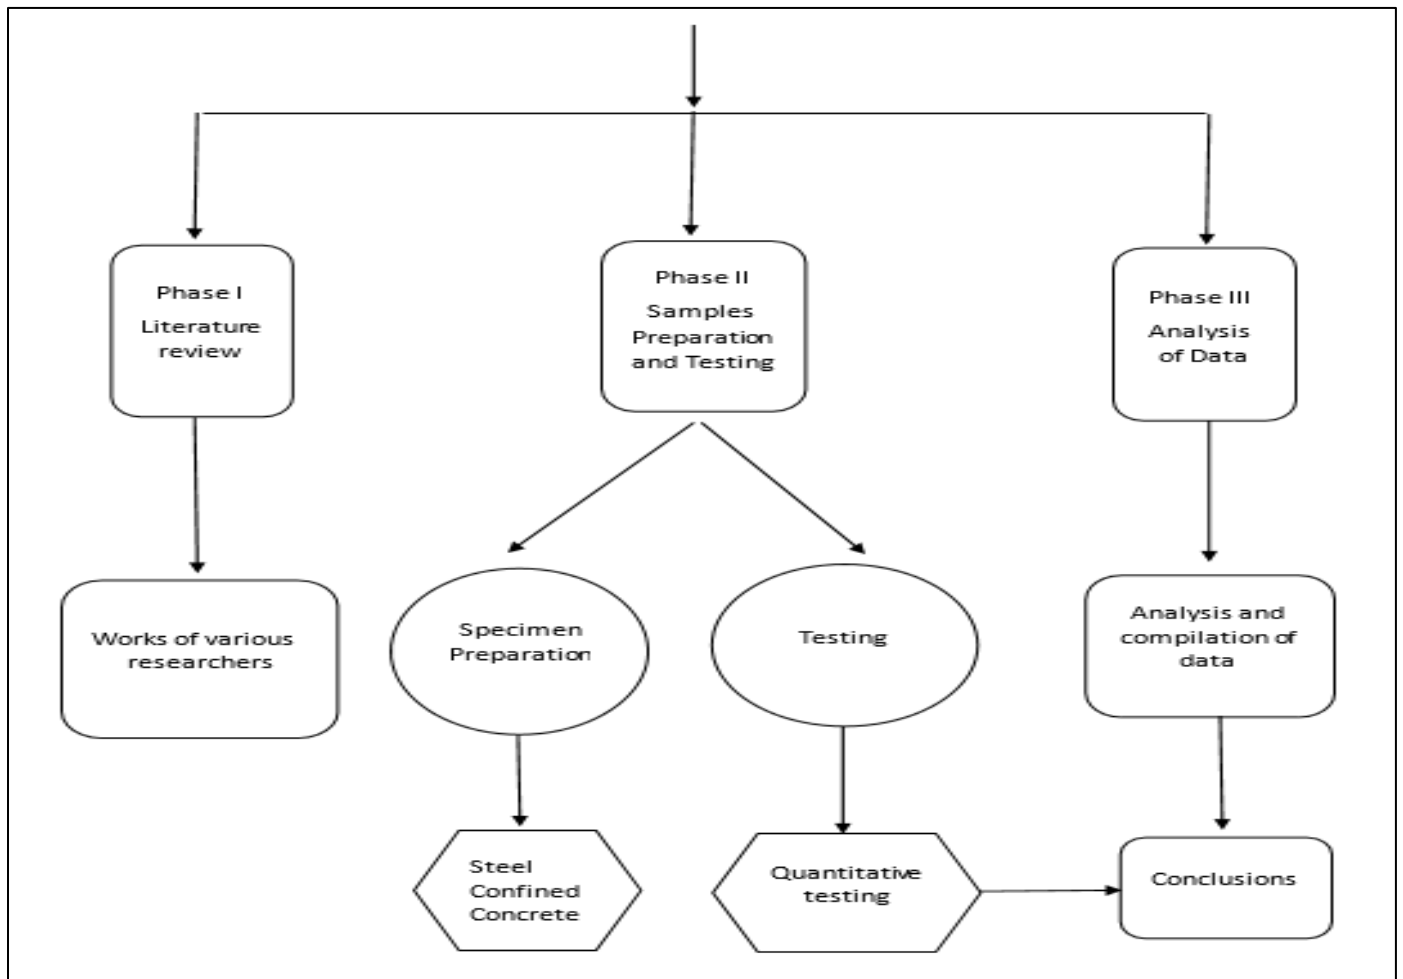 Phase I
Literature
review
Phase II
Samples
Preparation
and Testing
Phase III
Analysis
of Data
Works of various
researchers
Specimen
Preparation
Testing
Analysis and
compilation of
data
Steel
Confined
Concrete
Quantitative
testing
Conclusions